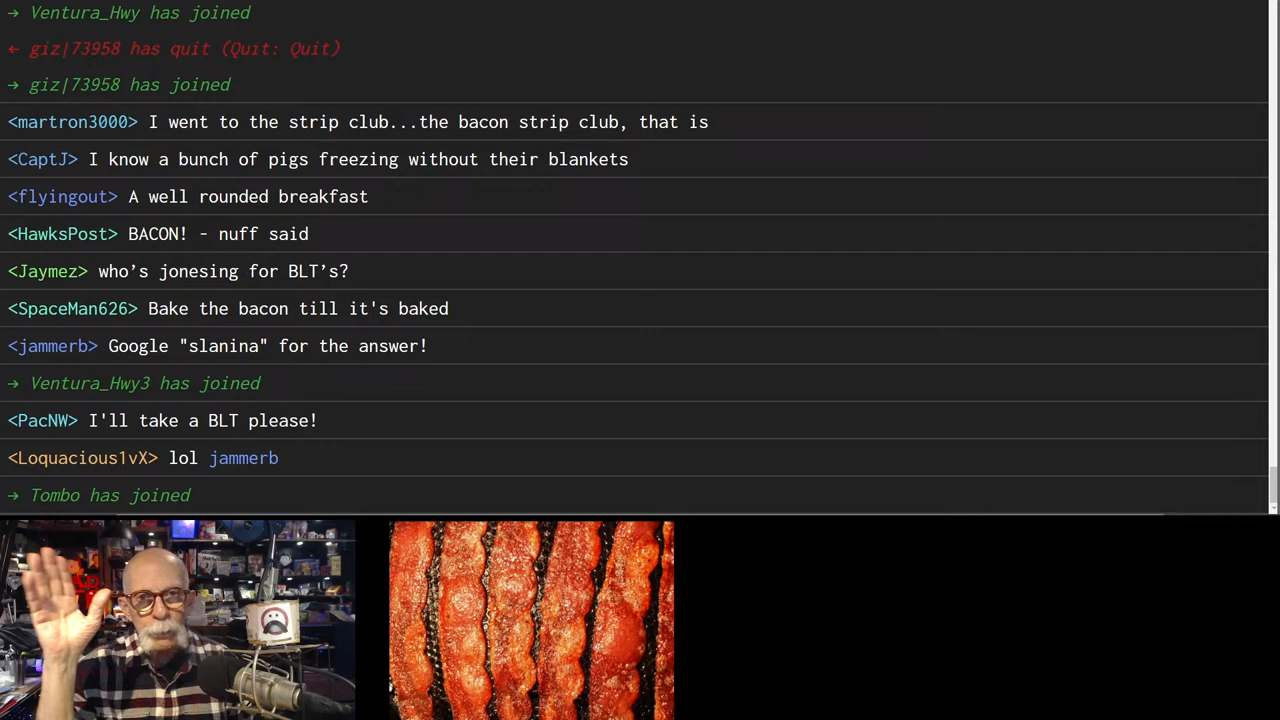 → Ventura_Hwy has joined
← giz|73958 has quit (Quit: Quit)
→ giz|73958 has joined
<martron3000> I went to the strip club...the bacon strip club, that is
<CaptJ> I know a bunch of pigs freezing without their blankets
<flyingout> A well rounded breakfast
<HawksPost> BACON! - nuff said
<Jaymez> who’s jonesing for BLT’s?
<SpaceMan626> Bake the bacon till it's baked
<jammerb> Google "slanina" for the answer!
→ Ventura_Hwy3 has joined
<PacNW> I'll take a BLT please!
<Loquacious1vX> lol jammerb
→ Tombo has joined